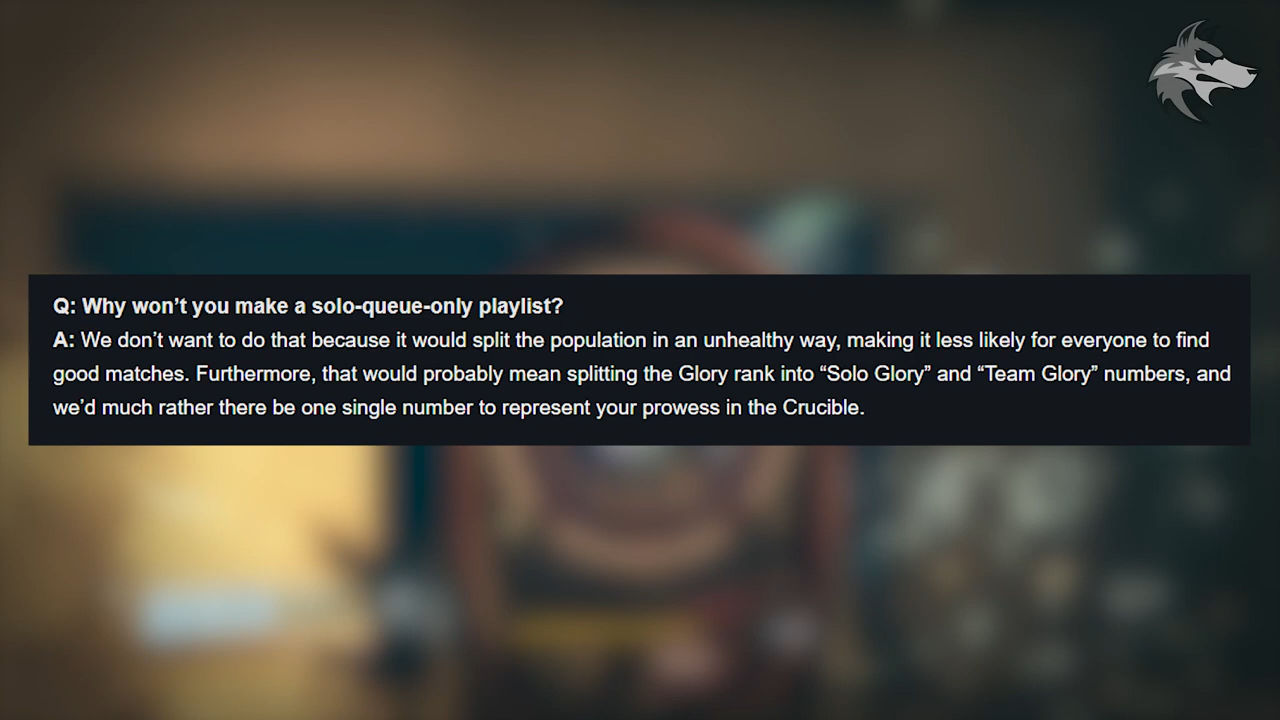 Q: Why won’t you make a solo-queue-only playlist?
A: We don’t want to do that because it would split the population in an unhealthy way, making it less likely for everyone to find
good matches. Furthermore, that would probably mean splitting the Glory rank into “Solo Glory” and “Team Glory” numbers, and
we’d much rather there be one single number to represent your prowess in the Crucible.